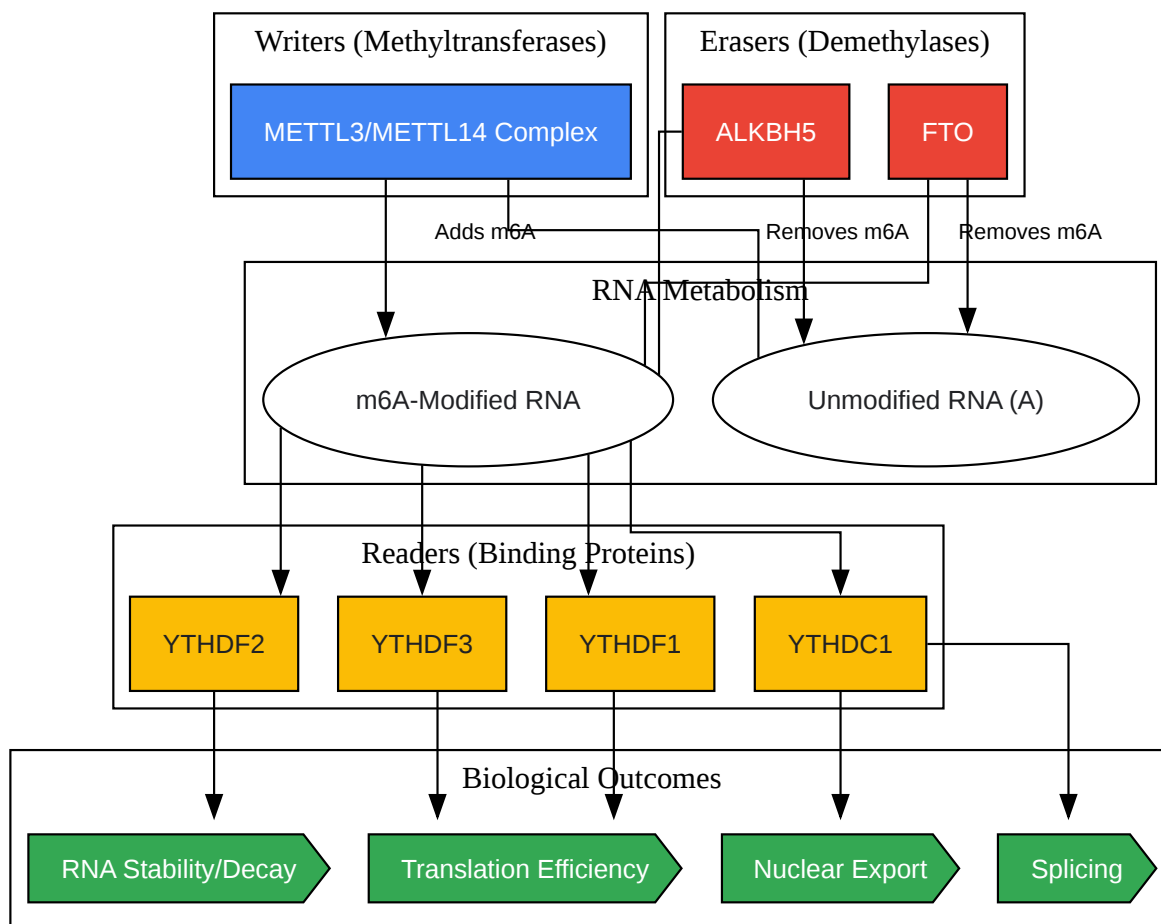 Writers (Methyltransferases)
Erasers (Demethylases)
METTL3/METTL14 Complex
ALKBH5
FTO
Adds m6A
Removes m6A
Removes m6A
RNA Metabolism
m6A-Modified RNA
Unmodified RNA (A)
Readers (Binding Proteins)
YTHDF2
YTHDF3
YTHDF1
YTHDC1
Biological Outcomes
RNA Stability/Decay
Translation Efficiency
Nuclear Export
Splicing